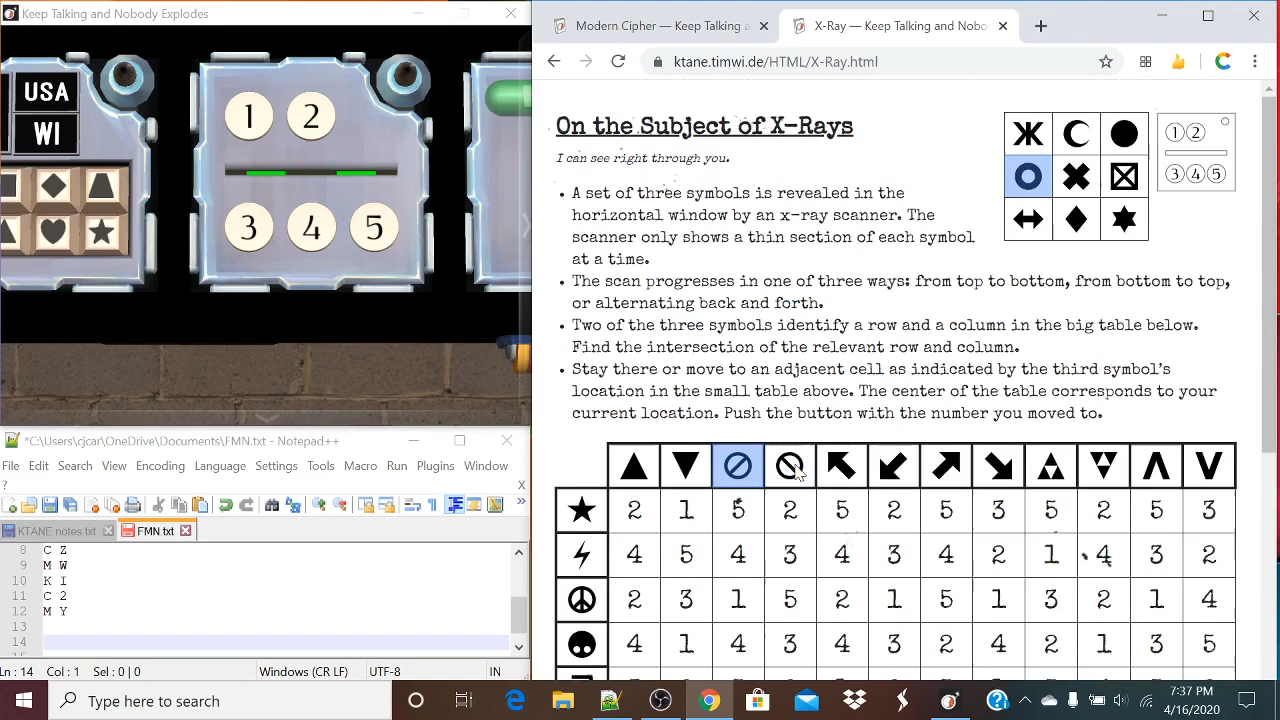 Keep Talking and Nobody Explodes
USA
WI
1 2
3 4 5
Modern Cipher — Keep Talking a
X-Ray — Keep Talking and Nobo
ktane.timwi.de/HTML/X-Ray.html
On the Subject of X-Rays
I can see right through you.
A set of three symbols is revealed in the
horizontal window by an x-ray scanner. The
scanner only shows a thin section of each symbol
at a time.
The scan progresses in one of three ways: from top to bottom, from bottom to top,
or alternating back and forth.
Two of the three symbols identify a row and a column in the big table below.
Find the intersection of the relevant row and column.
Stay there or move to an adjacent cell as indicated by the third symbol's
location in the small table above. The center of the table corresponds to your
current location. Push the button with the number you moved to.
1 2
3 4 5
2 1 5 2 5 2 5 3 5 2 5 3
4 5 4 3 4 3 4 2 1 4 3 2
2 3 1 5 2 1 5 1 3 2 1 4
4 1 4 3 4 3 2 4 2 1 3 5
*C:\Users\cjcar\OneDrive\Documents\FMN.txt - Notepad++
File Edit Search View Encoding Language Settings Tools Macro Run Plugins Window
? X
KTANE notes.txt FMN.txt
8 C Z
9 M W
10 K I
11 C 2
12 M Y
13
14
Ln : 14 Col : 1 Sel : 0 | 0 Windows (CR LF) UTF-8 IN
Type here to search
7:37 PM
4/16/2020